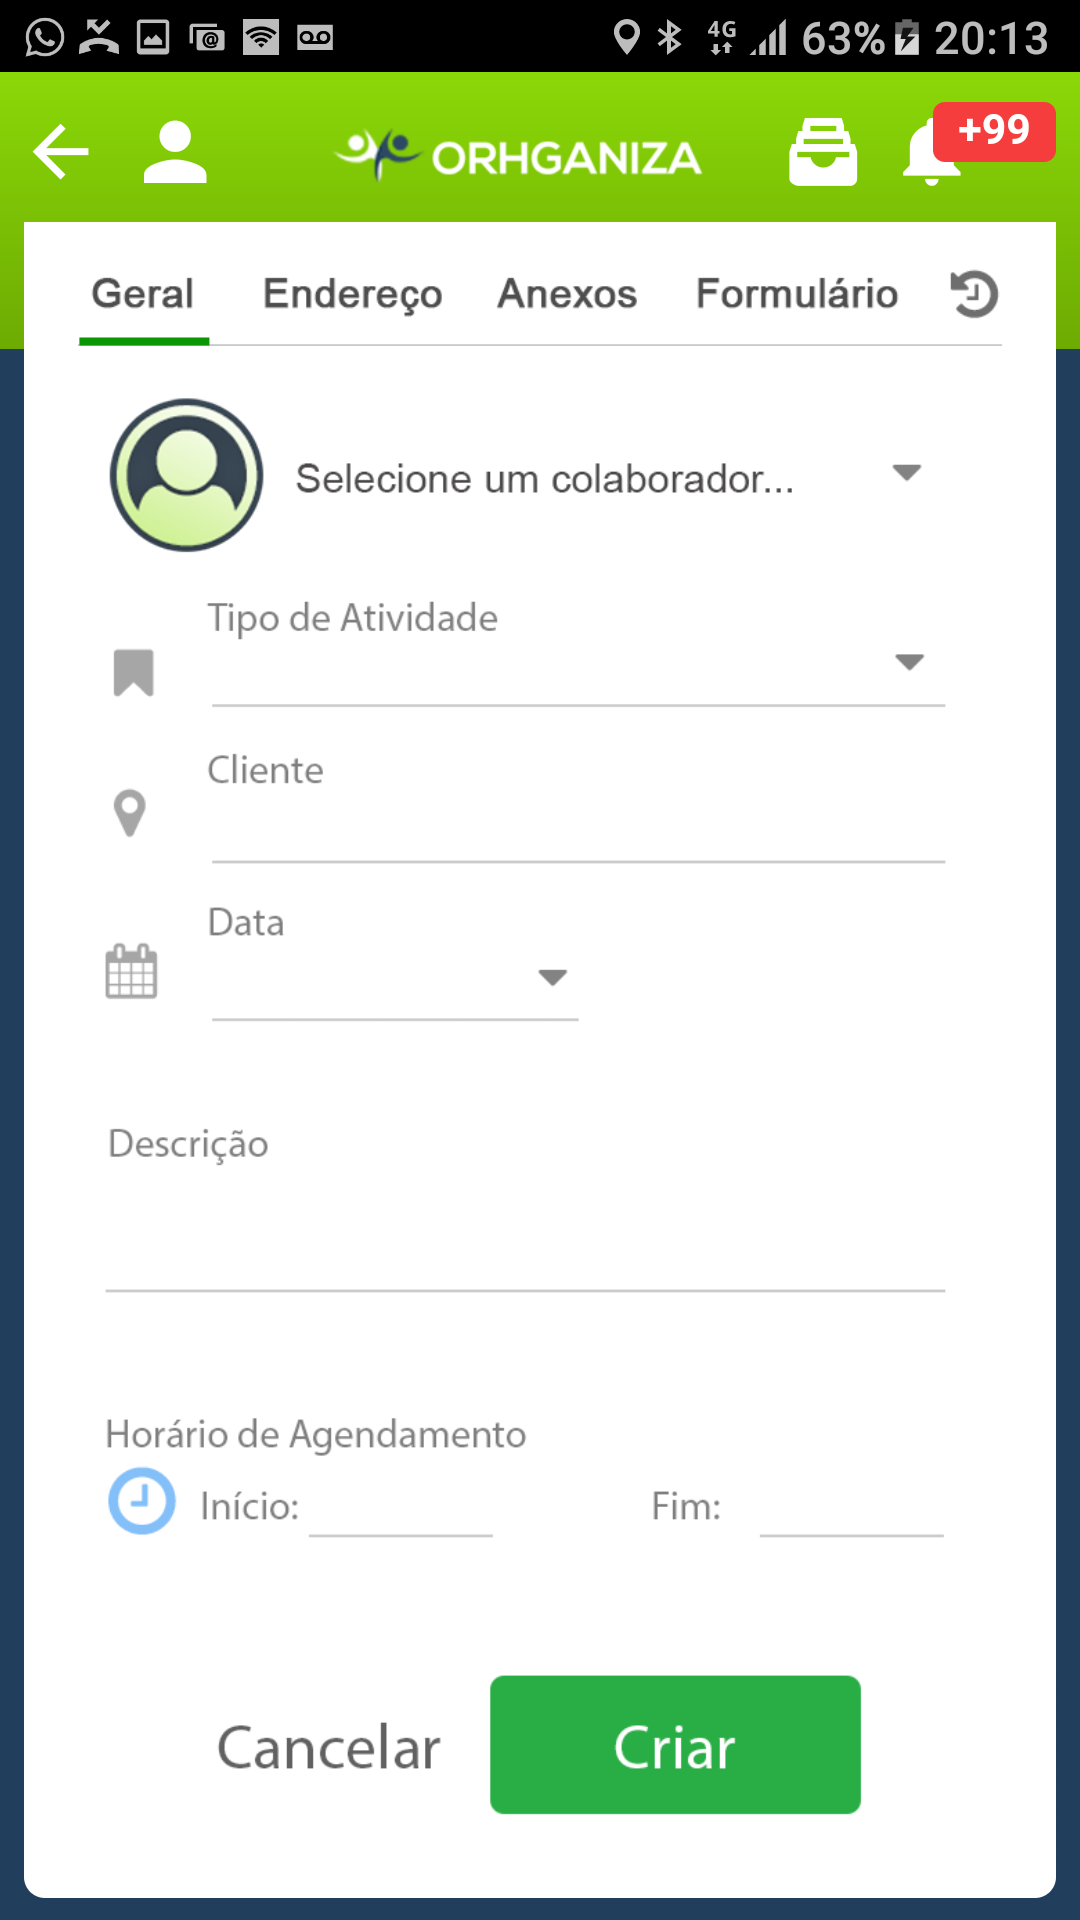 4G 63% 20:13
ORHGANIZA +99
Geral Endereço Anexos Formulário
Selecione um colaborador...
Tipo de Atividade
Cliente
Data
Descrição
Horário de Agendamento
Início: Fim:
Cancelar Criar